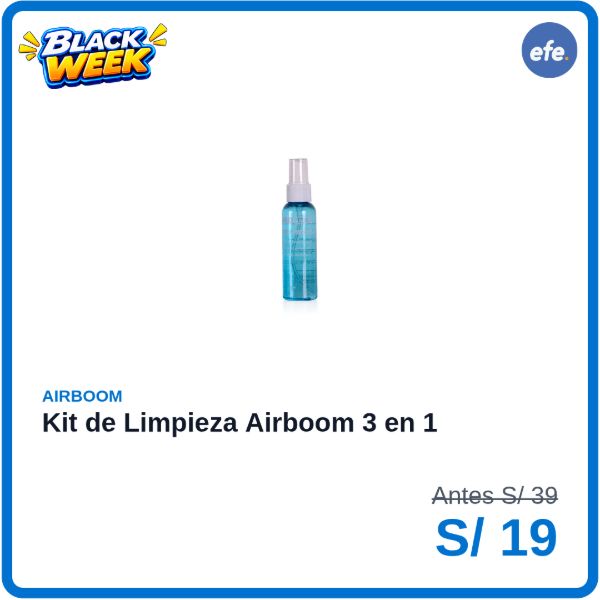 BLACK
WEEK
efe.
AIRBOOM
Kit de Limpieza Airboom 3 en 1
Antes S/ 39
S/ 19